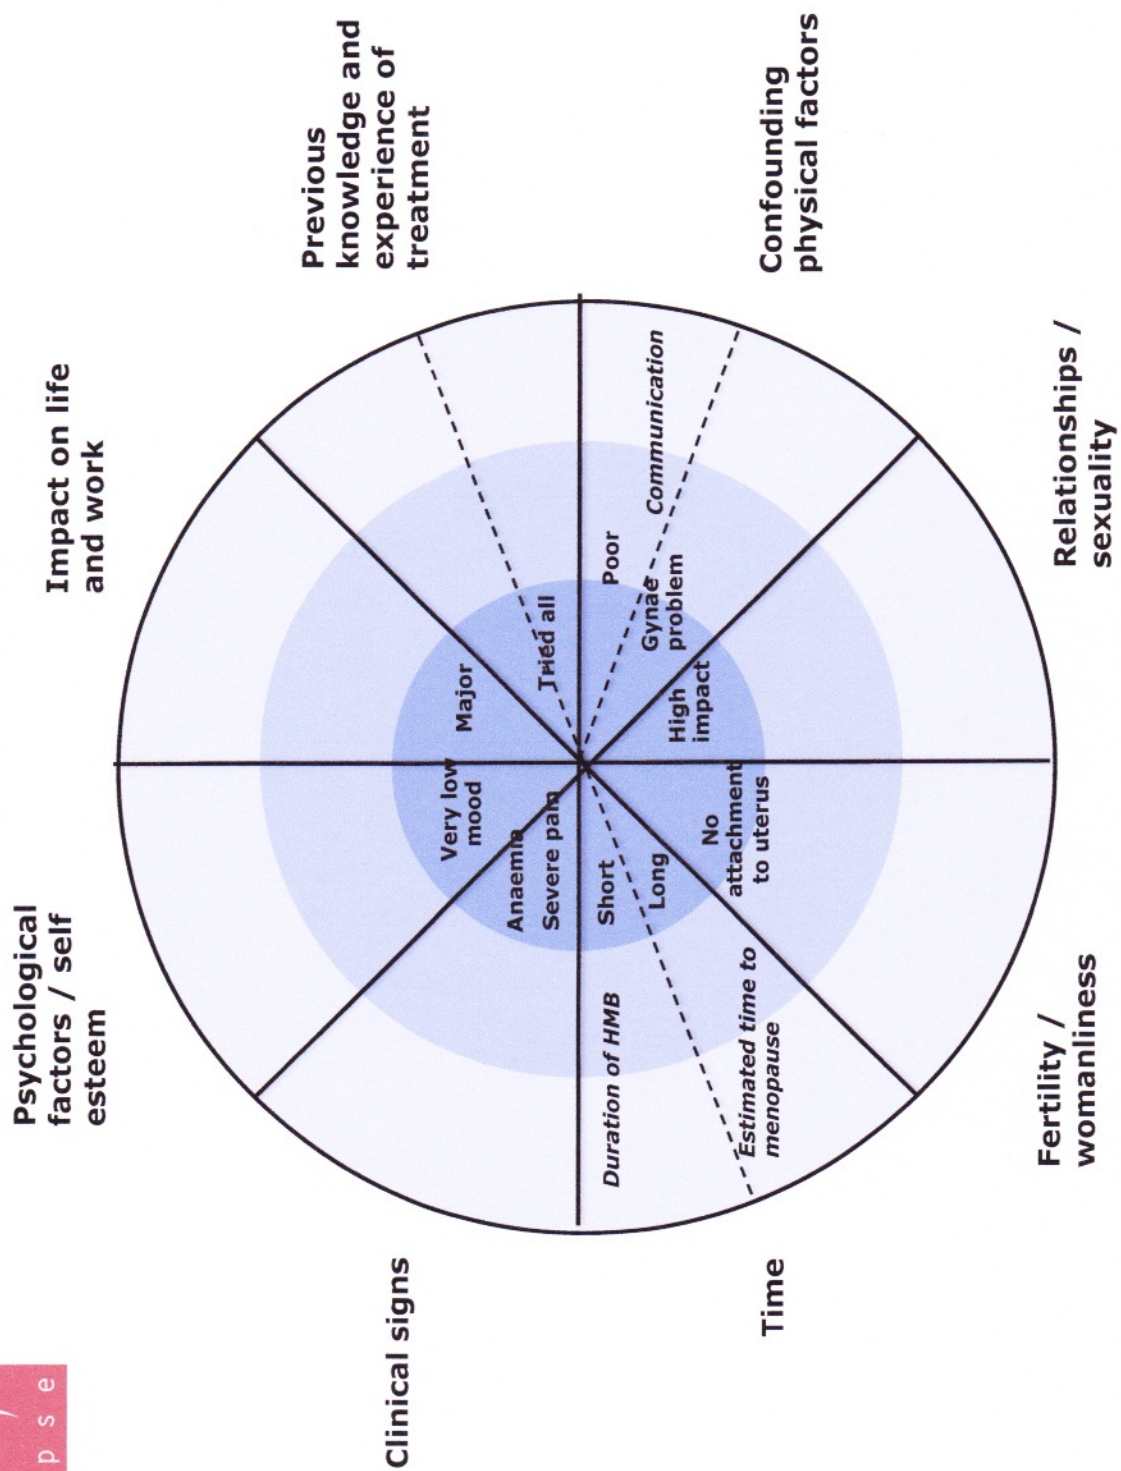 p s e
Psychological
factors / self
esteem
Impact on life
and work
Previous
knowledge and
experience of
treatment
Clinical signs
Very low
mood
Major
Anaemia
Severe pain
Tried all
Short
Poor
Duration of HMB
Communication
Long
Gynae
problem
High
impact
No
attachment
to uterus
Estimated time to
menopause
Time
Confounding
physical factors
Fertility /
womanliness
Relationships /
sexuality